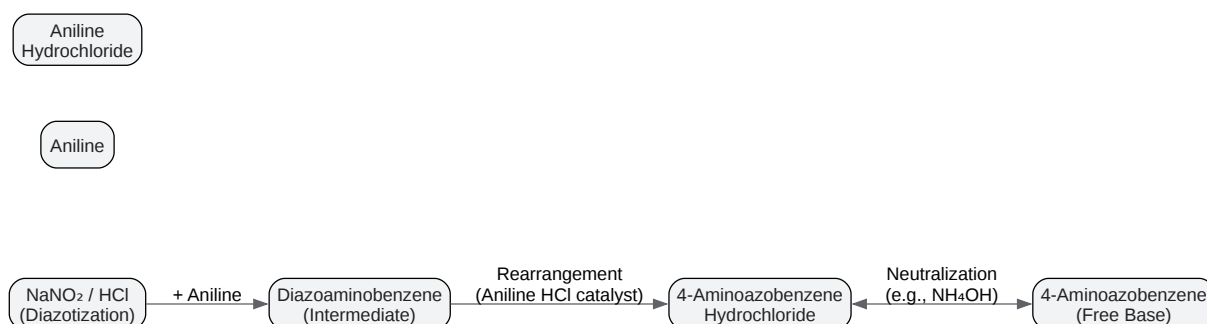 Aniline
Hydrochloride
Aniline
NaNO₂ / HCl
(Diazotization)
+ Aniline
Diazoaminobenzene
(Intermediate)
Rearrangement
(Aniline HCl catalyst)
4-Aminoazobenzene
Hydrochloride
Neutralization
(e.g., NH₄OH)
4-Aminoazobenzene
(Free Base)